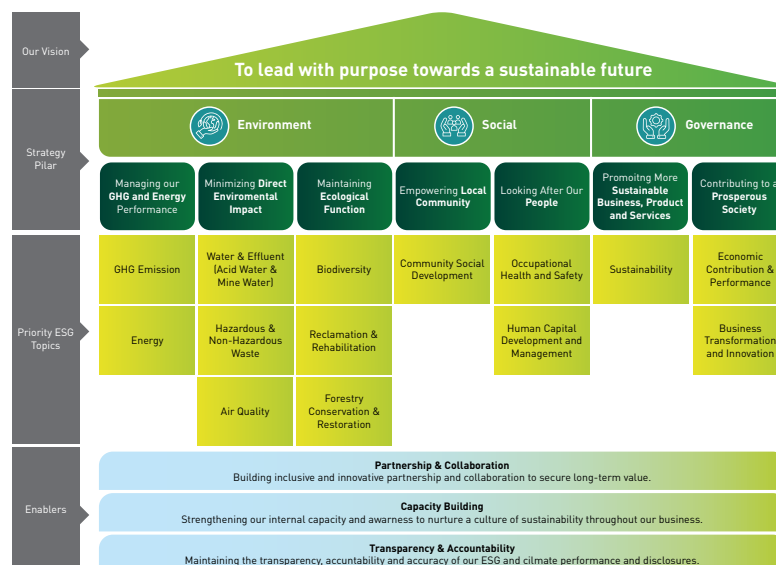 Our Vision
To lead with purpose towards a sustainable future
Strategy
Pilar
Environment
Social
Governance
Managing our
GHG and Energy
Performance
Minimizing Direct
Enviromental
Impact
Maintaining
Ecological
Function
Empowering Local
Community
Looking After Our
People
Promoitng More
Sustainable
Business, Product
and Services
Contributing to a
Prosperous
Society
Priority ESG
Topics
GHG Emission
Water & Effluent
(Acid Water &
Mine Water)
Biodiversity
Community Social
Development
Occupational
Health and Safety
Sustainability
Economic
Contribution &
Performance
Energy
Hazardous &
Non-Hazardous
Waste
Reclamation &
Rehabilitation
Human Capital
Development and
Management
Business
Transformation
and Innovation
Air Quality
Forestry
Conservation &
Restoration
Enablers
Partnership & Collaboration
Building inclusive and innovative partnership and collaboration to secure long-term value.
Capacity Building
Strengthening our internal capacity and awarness to nurture a culture of sustainability throughout our business.
Transparency & Accountability
Maintaining the transparency, accuntability and accuracy of our ESG and cilmate performance and disclosures.